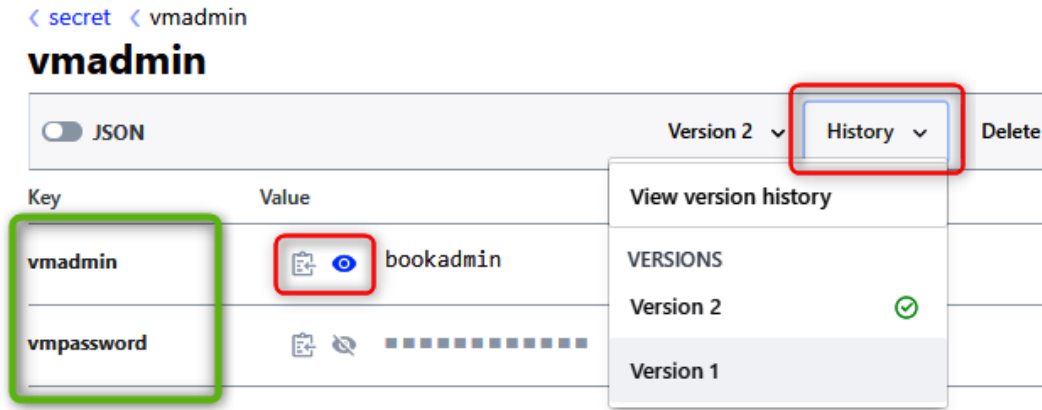 secret vmadmin
vmadmin
JSON Version 2 History Delete
View version history
Key Value
VERSIONS
vmadmin bookadmin
Version 2
vmpassword
Version 1